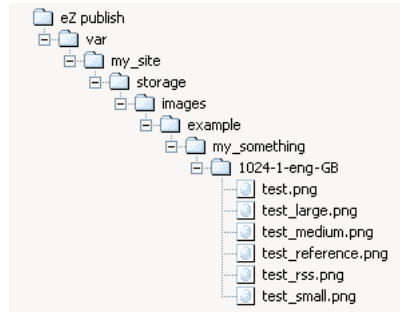 eZ publish
var
my_site
storage
images
example
my_something
1024-1-eng-GB
test.png
test_large.png
test_medium.png
test_reference.png
test_rss.png
test_small.png